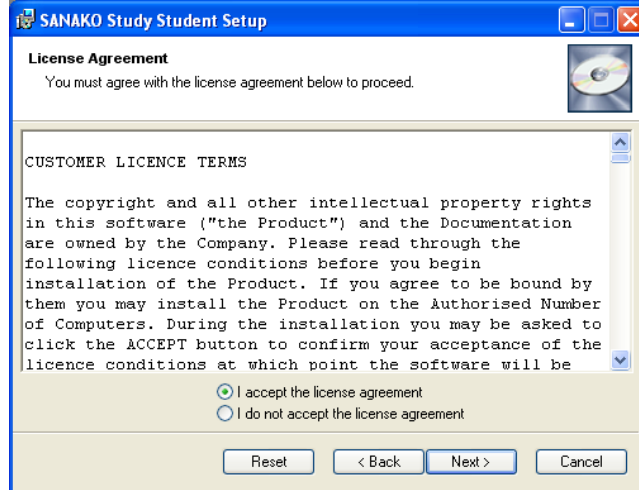 SANAKO Study Student Setup
License Agreement
You must agree with the license agreement below to proceed.
CUSTOMER LICENCE TERMS
The copyright and all other intellectual property rights
in this software ("the Product") and the Documentation
are owned by the Company. Please read through the
following licence conditions before you begin
installation of the Product. If you agree to be bound by
them you may install the Product on the Authorised Number
of Computers. During the installation you may be asked to
click the ACCEPT button to confirm your acceptance of the
licence conditions at which point the software will be
I accept the license agreement
I do not accept the license agreement
Reset < Back Next > Cancel